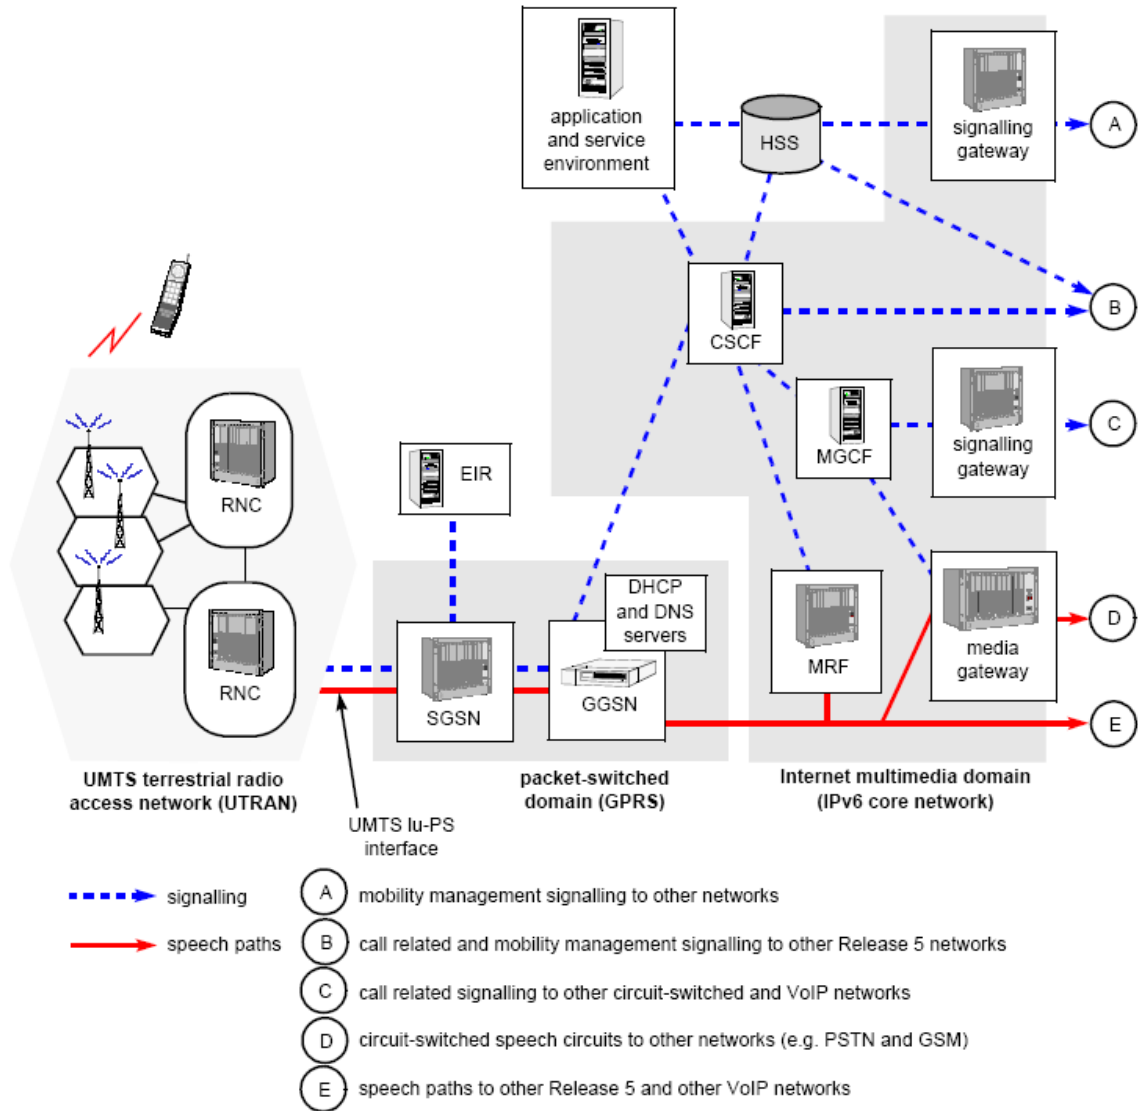 application
and service
environment
HSS
signalling
gateway
A
CSCF
B
MGCF
signalling
gateway
C
RNC
EIR
RNC
DHCP
and DNS
servers
SGSN
GGSN
MRF
media
gateway
D
E
UMTS terrestrial radio
access network (UTRAN)
packet-switched
domain (GPRS)
Internet multimedia domain
(IPv6 core network)
UMTS Iu-PS
interface
signalling
speech paths
A mobility management signalling to other networks
B call related and mobility management signalling to other Release 5 networks
C call related signalling to other circuit-switched and VoIP networks
D circuit-switched speech circuits to other networks (e.g. PSTN and GSM)
E speech paths to other Release 5 and other VoIP networks